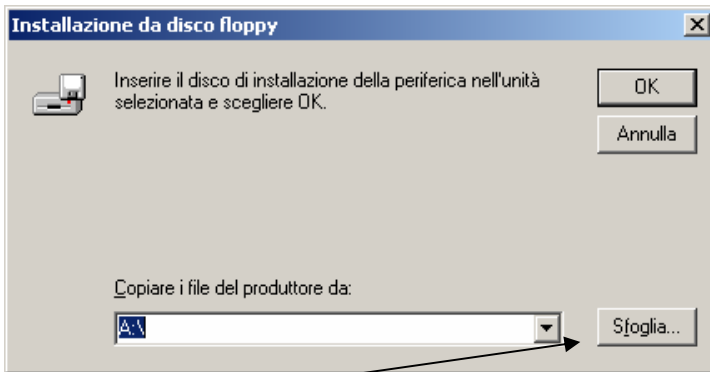 Installazione da disco floppy
Inserire il disco di installazione della periferica nell'unità
selezionata e scegliere OK.
OK
Annulla
Copiare i file del produttore da:
A:\
Sfoglia...